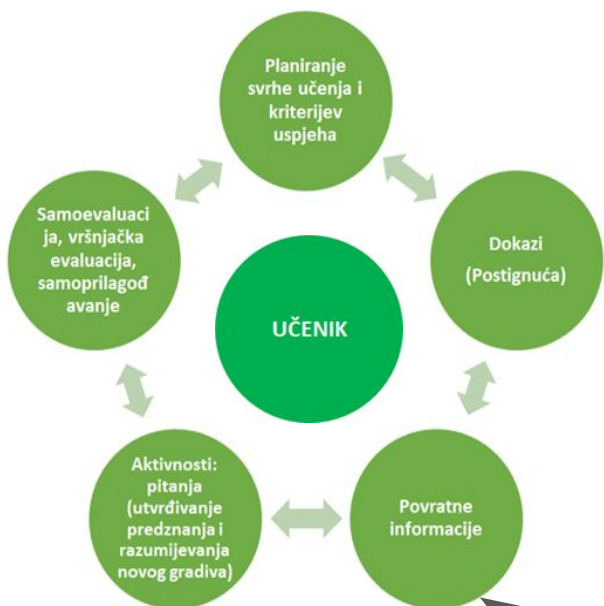 Planiranje
svrhe učenja i
kriterijev
uspjeha
Samoevaluaci
ja, vršnjačka
evaluacija,
samoprilagođ
avanje
Dokazi
(Postignuća)
UČENIK
Aktivnosti:
pitanja
(utvrđivanje
predznanja i
razumijevanja
novog gradiva)
Povratne
informacije